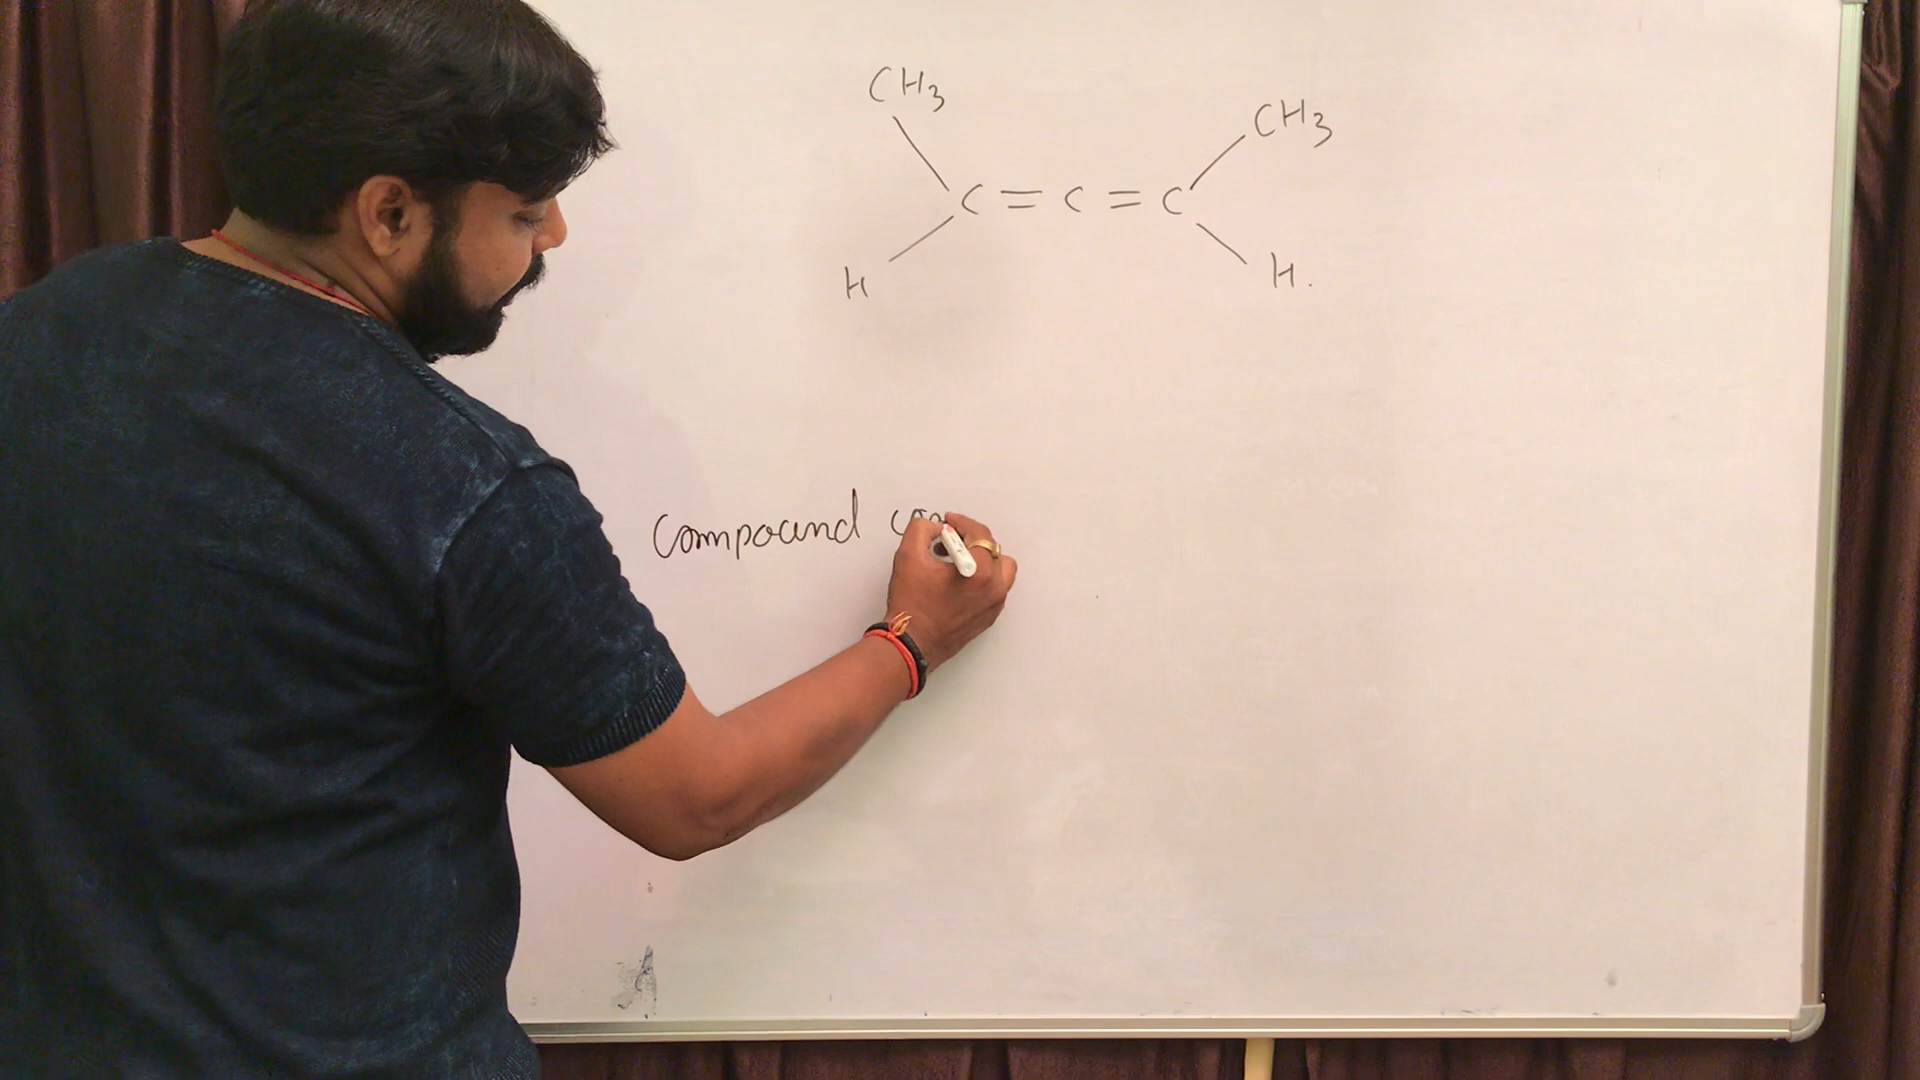 CH3 CH3
C = C = C
H H.
Compound